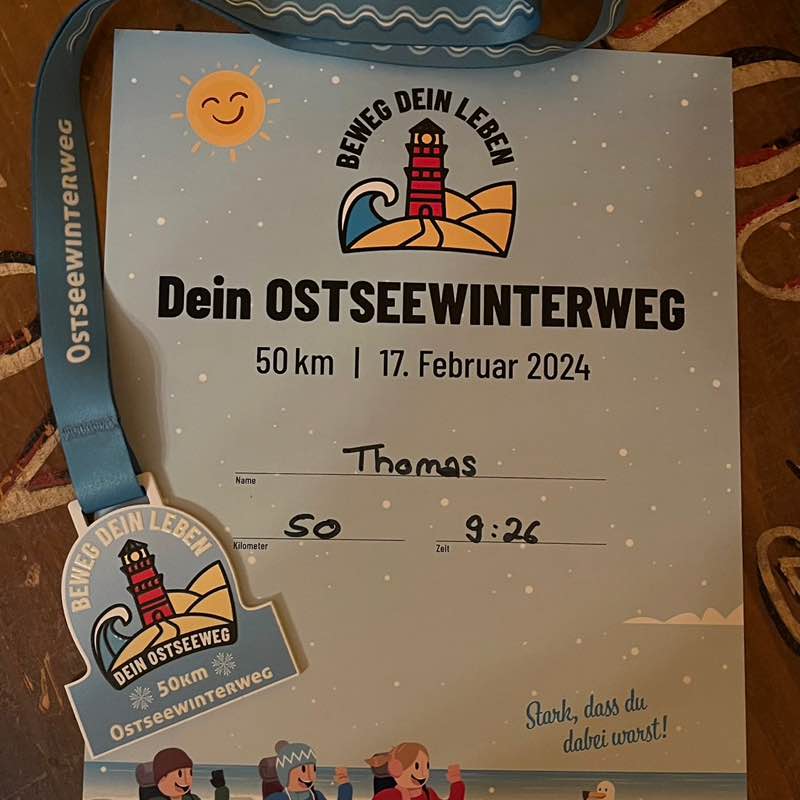 BEWEG DEIN LEBEN
Dein OSTSEEWINTERWEG
50 km | 17. Februar 2024
Thomas
Name
50 9:26
Kilometer Zeit
Stark, dass du
dabei warst!
Ostseewinterweg
BEWEG DEIN LEBEN
DEIN OSTSEEWEG
50km
Ostseewinterweg